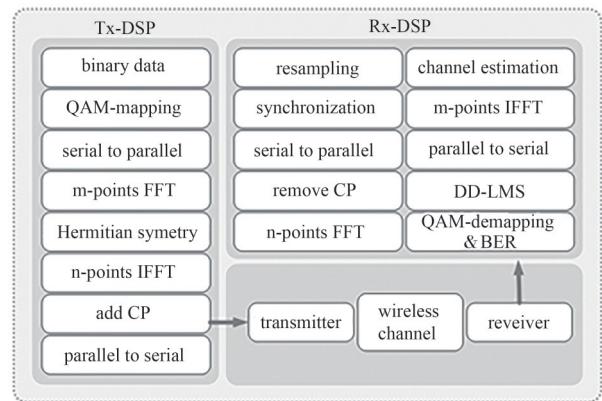 Tx-DSP
binary data
QAM-mapping
serial to parallel
m-points FFT
Hermitian symetry
n-points IFFT
add CP
parallel to serial
Rx-DSP
resampling
synchronization
serial to parallel
remove CP
n-points FFT
channel estimation
m-points IFFT
parallel to serial
DD-LMS
QAM-demapping
& BER
transmitter
wireless
channel
reveiver